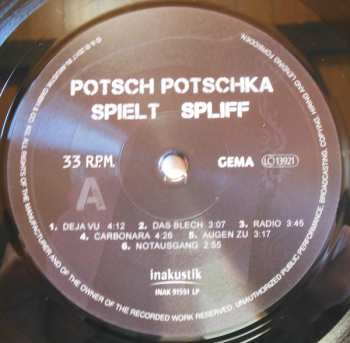 POTSCH POTSCHKA
SPIELT SPLIFF
33 R.P.M.
GEMA
LC 13921
A
1. DEJA VU 4:12 2. DAS BLECH 3:07 3. RADIO 3:45
4. CARBONARA 4:26 5. AUGEN ZU 3:17
6. NOTAUSGANG 2:55
inakustik
INAK 91591 LP
ALL RIGHTS OF THE MANUFACTURER AND OF THE OWNER OF THE RECORDED WORK RESERVED. UNAUTHORIZED PUBLIC PERFORMANCE, BROADCASTING, COPYING, HIRING AND LENDING FORBIDDEN.